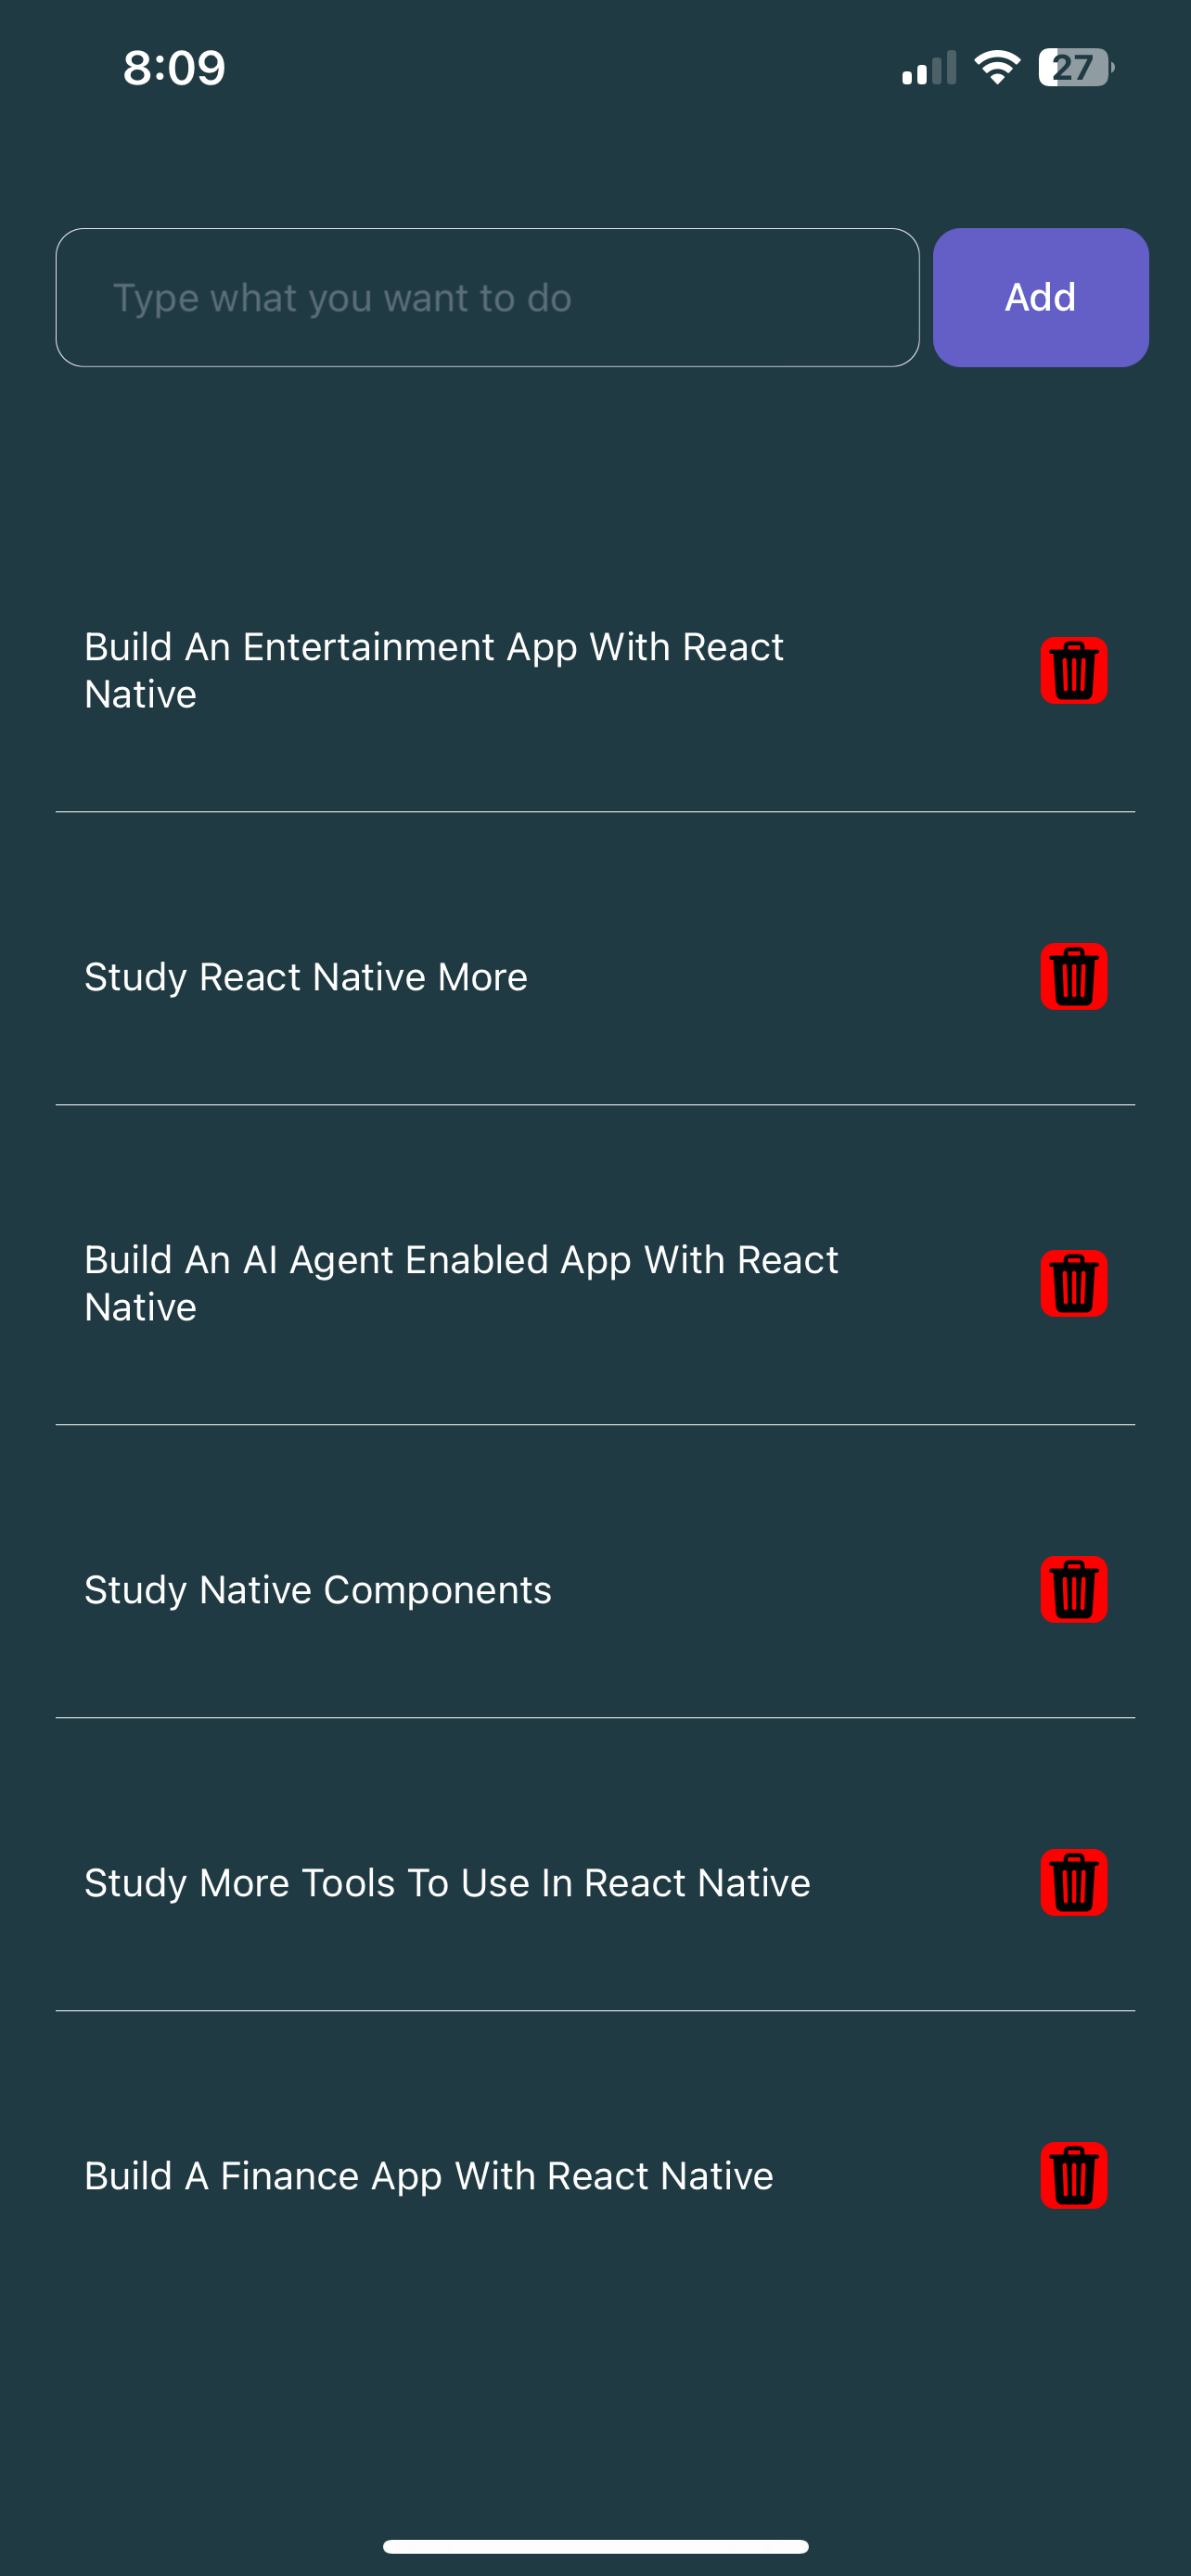 8:09
27
Type what you want to do
Add
Build An Entertainment App With React
Native
Study React Native More
Build An AI Agent Enabled App With React
Native
Study Native Components
Study More Tools To Use In React Native
Build A Finance App With React Native